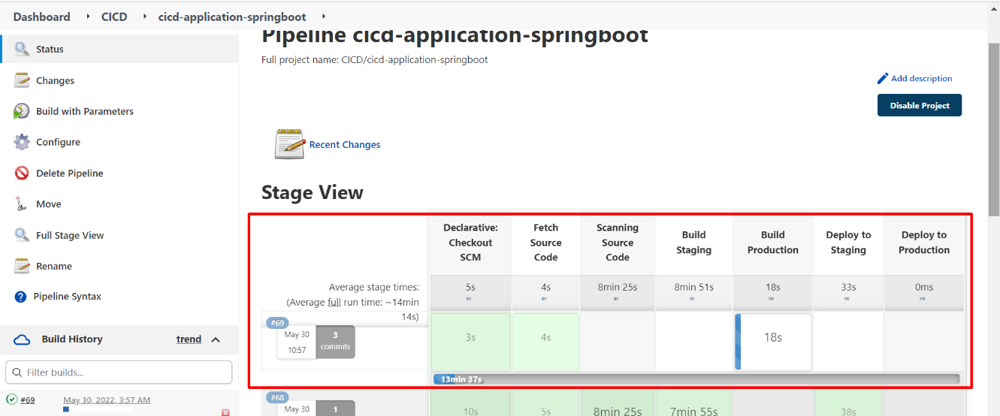 Dashboard CICD cicd-application-springboot
Status
Changes
Build with Parameters
Configure
Delete Pipeline
Move
Full Stage View
Rename
Pipeline Syntax
Build History trend
Filter builds...
#69 May 30, 2022, 3:57 AM
Pipeline cicd-application-springboot
Full project name: CICD/cicd-application-springboot
Add description
Disable Project
Recent Changes
Stage View
Declarative: Checkout SCM
Fetch Source Code
Scanning Source Code
Build Staging
Build Production
Deploy to Staging
Deploy to Production
Average stage times:
(Average full run time: ~14min
14s)
5s 4s 8min 25s 8min 51s 18s 33s 0ms
#69
May 30
10:57
3
commits
3s 4s 18s
13min 37s
#68
May 30
1
10s 5s 8min 25s 7min 55s 38s